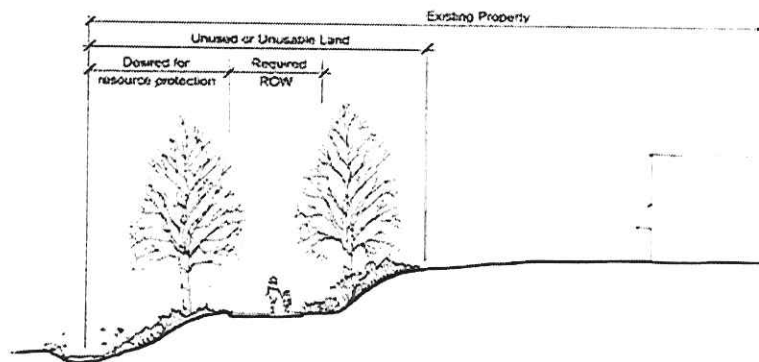 Existing Property
Unused or Unusable Land
Desired for
resource protection
Required
ROW